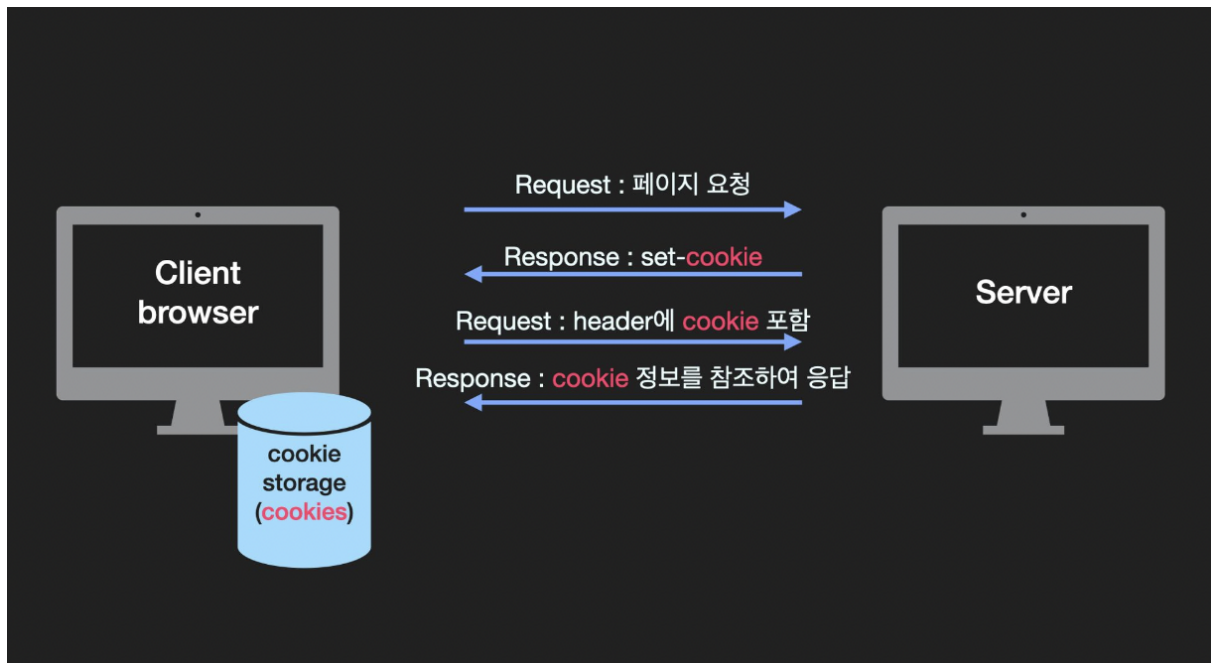 Request : 페이지 요청
Response : set-cookie
Request : header에 cookie 포함
Response : cookie 정보를 참조하여 응답
Client
browser
Server
cookie
storage
(cookies)